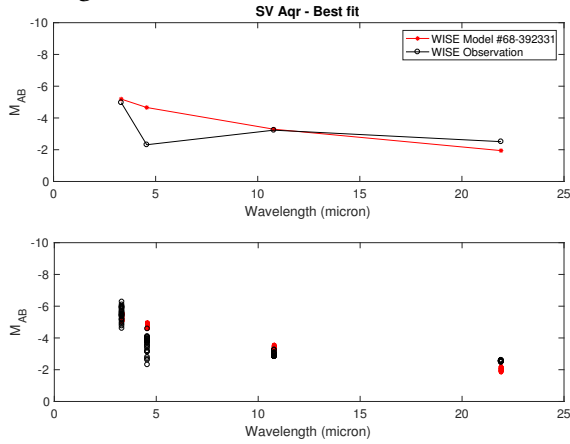 SV Aqr - Best fit
-10
-8
-6
-4
-2
0
M_AB
WISE Model #68-392331
WISE Observation
0 5 10 15 20 25
Wavelength (micron)
-10
-8
-6
-4
-2
0
M_AB
0 5 10 15 20 25
Wavelength (micron)